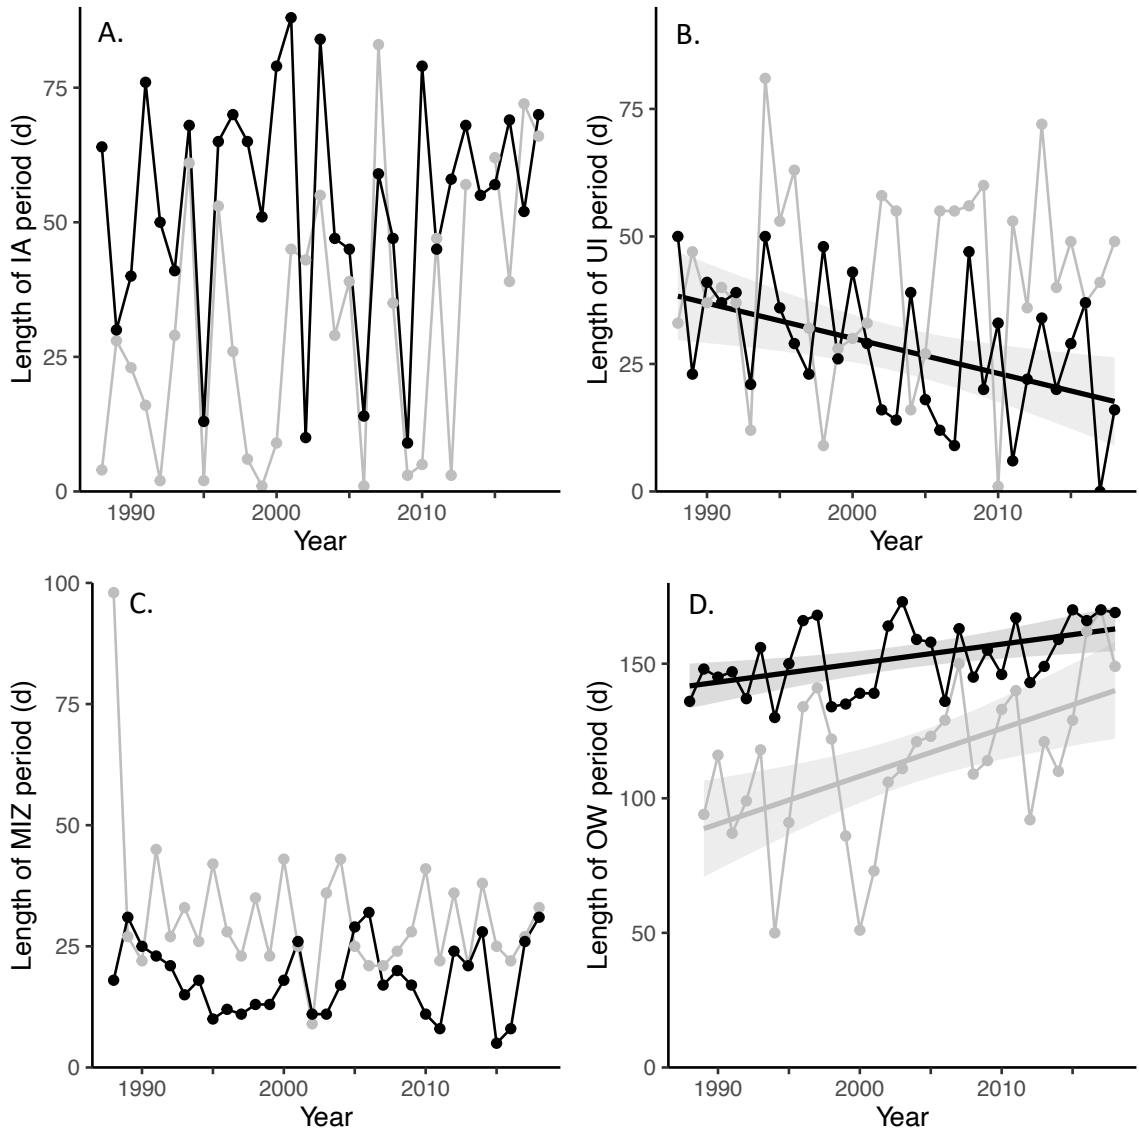 A.
Length of IA period (d)
75
50
25
0
1990 2000 2010
Year
B.
Length of UI period (d)
75
50
25
0
1990 2000 2010
Year
C.
Length of MIZ period (d)
100
75
50
25
0
1990 2000 2010
Year
D.
Length of OW period (d)
150
100
50
0
1990 2000 2010
Year